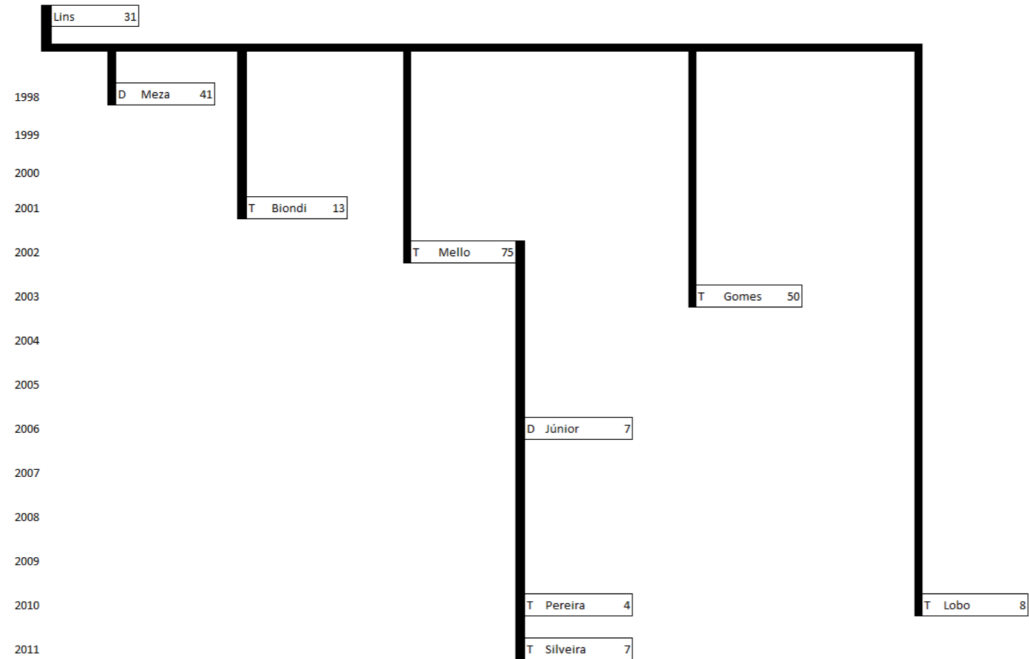 Lins 31
1998 D Meza 41
1999
2000
2001 T Biondi 13
2002 T Mello 75
2003 T Gomes 50
2004
2005
2006 D Júnior 7
2007
2008
2009
2010 T Pereira 4 T Lobo 8
2011 T Silveira 7